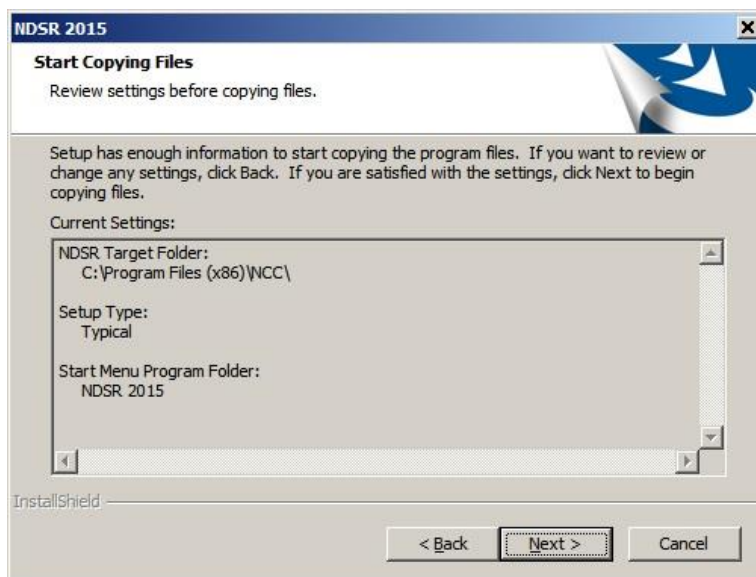 NDSR 2015
Start Copying Files
Review settings before copying files.
Setup has enough information to start copying the program files. If you want to review or
change any settings, click Back. If you are satisfied with the settings, click Next to begin
copying files.
Current Settings:
NDSR Target Folder:
C:\Program Files (x86)\NCC\
Setup Type:
Typical
Start Menu Program Folder:
NDSR 2015
InstallShield
< Back
Next >
Cancel